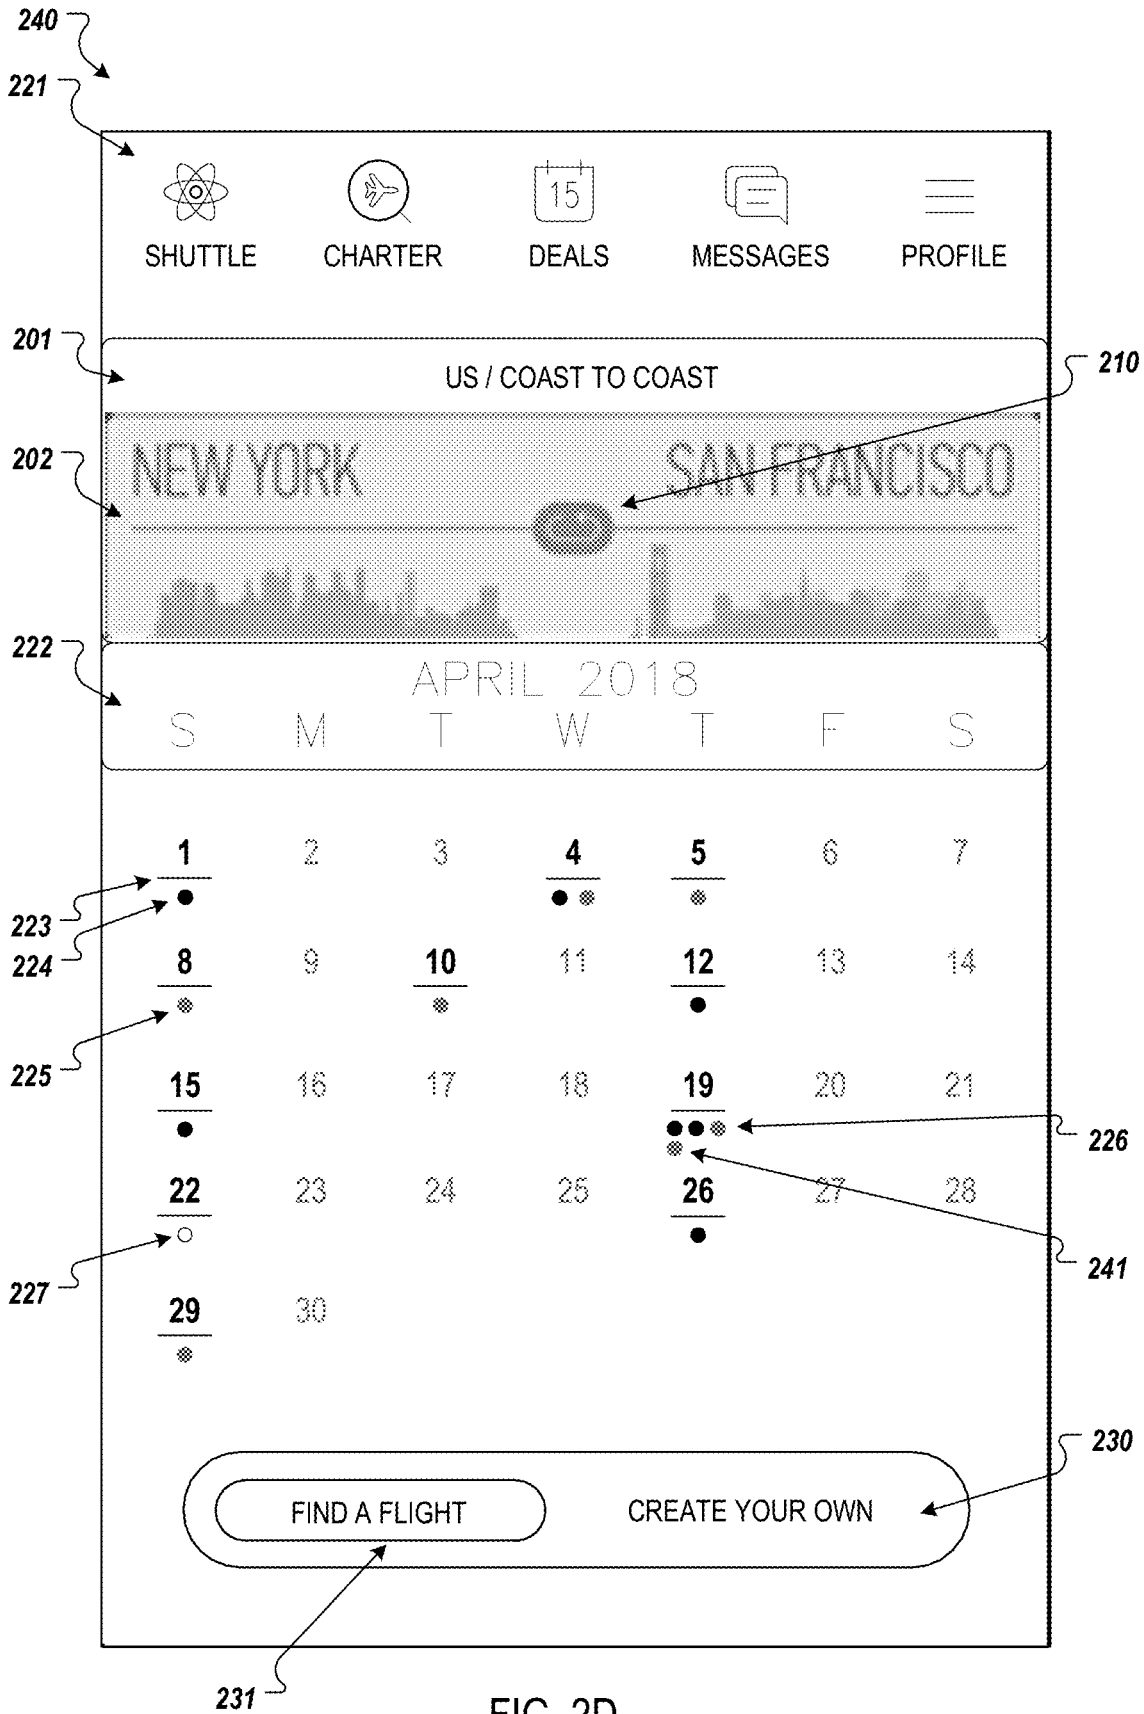 240
221
15
SHUTTLE CHARTER DEALS MESSAGES PROFILE
201
US / COAST TO COAST
210
202
NEW YORK SAN FRANCISCO
222
APRIL 2018
S M T W T F S
1 2 3 4 5 6 7
223
224
8 9 10 11 12 13 14
225
15 16 17 18 19 20 21
226
22 23 24 25 26 27 28
241
227
29 30
230
FIND A FLIGHT CREATE YOUR OWN
231
FIG. 2D